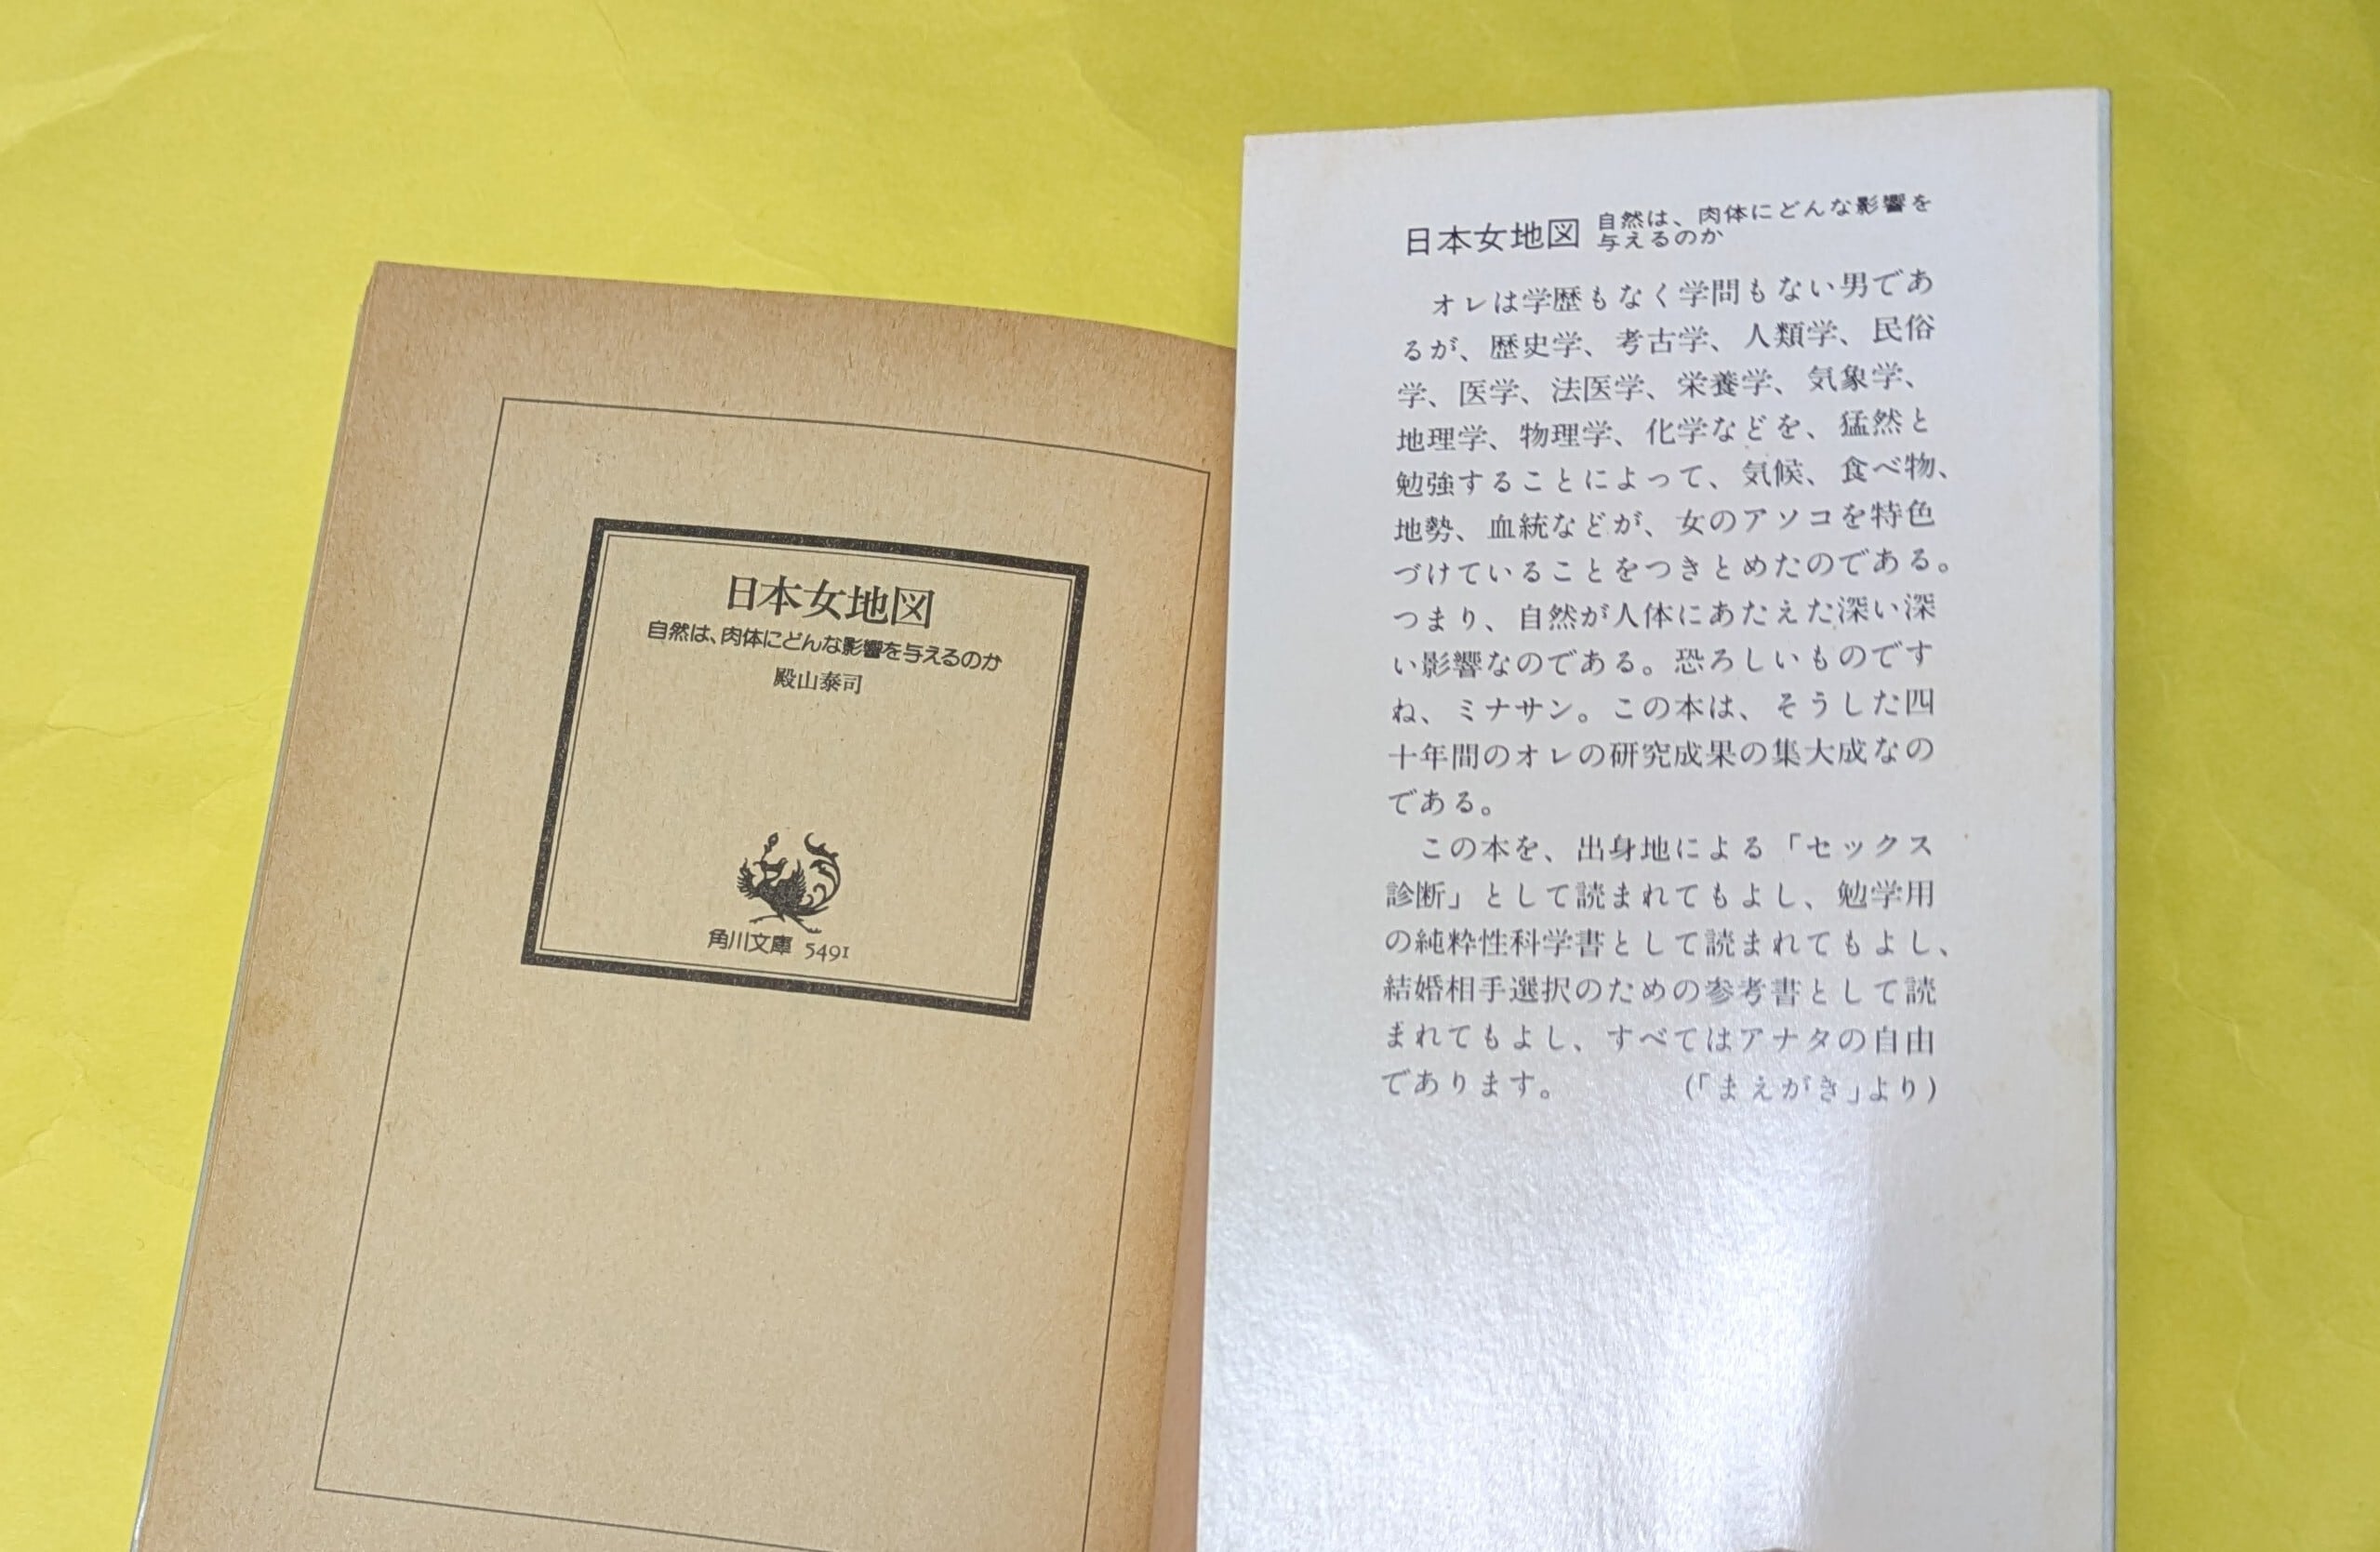 日本女地図
自然は、肉体にどんな影響を与えるのか
殿山泰司
角川文庫 5491
日本女地図 自然は、肉体にどんな影響を
与えるのか
オレは学歴もなく学問もない男であ
るが、歴史学、考古学、人類学、民俗
学、医学、法医学、栄養学、気象学、
地理学、物理学、化学などを、猛然と
勉強することによって、気候、食べ物、
地勢、血統などが、女のアソコを特色
づけていることをつきとめたのである。
つまり、自然が人体にあたえた深い深
い影響なのである。恐ろしいものです
ね、ミナサン。この本は、そうした四
十年間のオレの研究成果の集大成なの
である。
この本を、出身地による「セックス
診断」として読まれてもよし、勉学用
の純粋性科学書として読まれてもよし、
結婚相手選択のための参考書として読
まれてもよし、すべてはアナタの自由
であります。 (「まえがき」より)